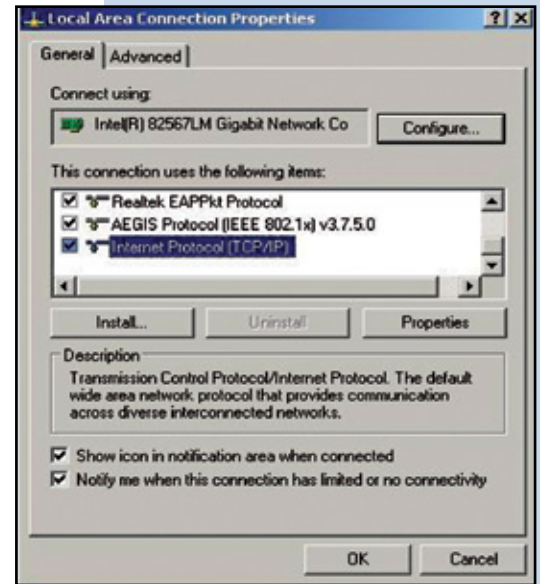 Local Area Connection Properties
General Advanced
Connect using:
Intel(R) 82567LM Gigabit Network Co
Configure...
This connection uses the following items:
Realtek EAPPkt Protocol
AEGIS Protocol (IEEE 802.1x) v3.7.5.0
Internet Protocol (TCP/IP)
Install... Uninstall Properties
Description
Transmission Control Protocol/Internet Protocol. The default
wide area network protocol that provides communication
across diverse interconnected networks.
Show icon in notification area when connected
Notify me when this connection has limited or no connectivity
OK Cancel